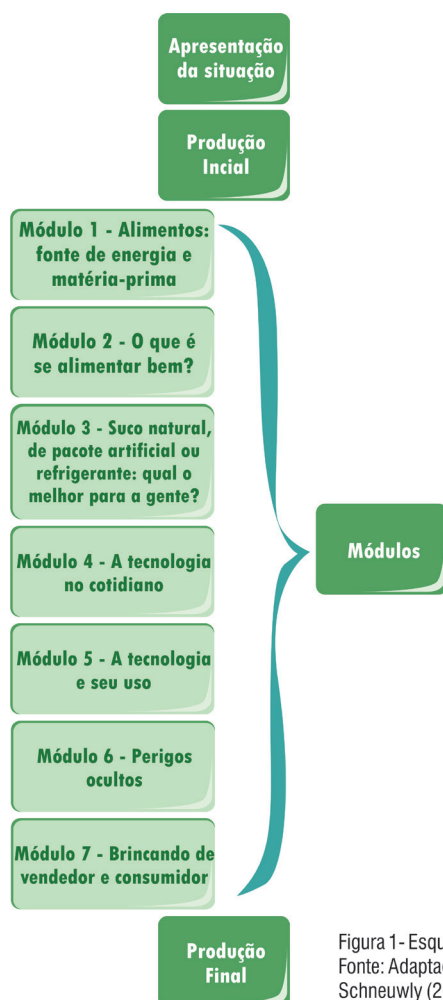 Apresentação
da situação
Produção
Incial
Módulo 1 - Alimentos:
fonte de energia e
matéria-prima
Módulo 2 - O que é
se alimentar bem?
Módulo 3 - Suco natural,
de pacote artificial ou
refrigerante: qual o
melhor para a gente?
Módulo 4 - A tecnologia
no cotidiano
Módulo 5 - A tecnologia
e seu uso
Módulo 6 - Perigos
ocultos
Módulo 7 - Brincando de
vendedor e consumidor
Módulos
Produção
Final
Figura 1- 
Fonte: 
Schneuwly